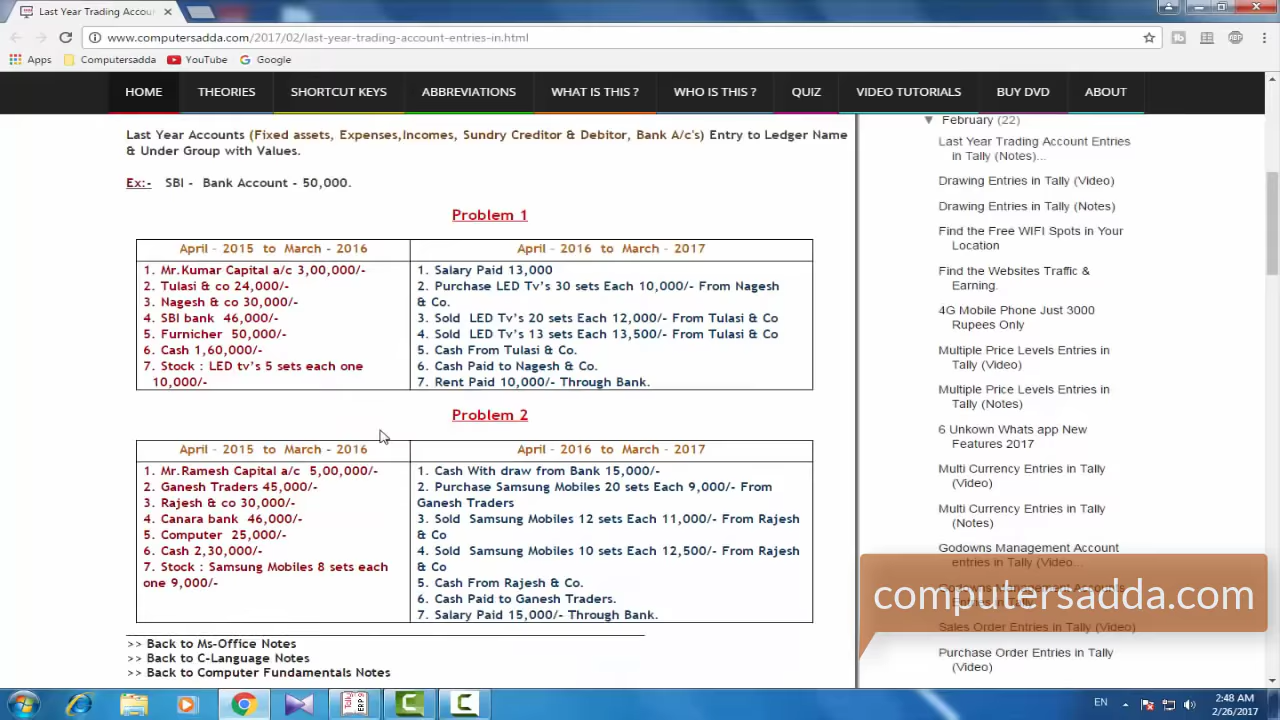 Last Year Trading Accou
www.computersadda.com/2017/02/last-year-trading-account-entries-in.html
Apps Computersadda YouTube Google
HOME THEORIES SHORTCUT KEYS ABBREVIATIONS WHAT IS THIS ? WHO IS THIS ? QUIZ VIDEO TUTORIALS BUY DVD ABOUT
Last Year Accounts (Fixed assets, Expenses,Incomes, Sundry Creditor & Debitor, Bank A/c's) Entry to Ledger Name
& Under Group with Values.
Ex:- SBI - Bank Account - 50,000.
Problem 1
April - 2015 to March - 2016
1. Mr.Kumar Capital a/c 3,00,000/-
2. Tulasi & co 24,000/-
3. Nagesh & co 30,000/-
4. SBI bank 46,000/-
5. Furnicher 50,000/-
6. Cash 1,60,000/-
7. Stock : LED tv's 5 sets each one
10,000/-
April - 2016 to March - 2017
1. Salary Paid 13,000
2. Purchase LED Tv's 30 sets Each 10,000/- From Nagesh
& Co.
3. Sold LED Tv's 20 sets Each 12,000/- From Tulasi & Co
4. Sold LED Tv's 13 sets Each 13,500/- From Tulasi & Co
5. Cash From Tulasi & Co.
6. Cash Paid to Nagesh & Co.
7. Rent Paid 10,000/- Through Bank.
Problem 2
April - 2015 to March - 2016
1. Mr.Ramesh Capital a/c 5,00,000/-
2. Ganesh Traders 45,000/-
3. Rajesh & co 30,000/-
4. Canara bank 46,000/-
5. Computer 25,000/-
6. Cash 2,30,000/-
7. Stock : Samsung Mobiles 8 sets each
one 9,000/-
April - 2016 to March - 2017
1. Cash With draw from Bank 15,000/-
2. Purchase Samsung Mobiles 20 sets Each 9,000/- From
Ganesh Traders
3. Sold Samsung Mobiles 12 sets Each 11,000/- From Rajesh
& Co
4. Sold Samsung Mobiles 10 sets Each 12,500/- From Rajesh
& Co
5. Cash From Rajesh & Co.
6. Cash Paid to Ganesh Traders.
7. Salary Paid 15,000/- Through Bank.
>> Back to Ms-Office Notes
>> Back to C-Language Notes
>> Back to Computer Fundamentals Notes
February (22)
Last Year Trading Account Entries
in Tally (Notes)...
Drawing Entries in Tally (Video)
Drawing Entries in Tally (Notes)
Find the Free WIFI Spots in Your
Location
Find the Websites Traffic &
Earning.
4G Mobile Phone Just 3000
Rupees Only
Multiple Price Levels Entries in
Tally (Video)
Multiple Price Levels Entries in
Tally (Notes)
6 Unkown Whats app New
Features 2017
Multi Currency Entries in Tally
(Video)
Multi Currency Entries in Tally
(Notes)
Godowns Management Account
entries in Tally (Video...
computersadda.com
Sales Order Entries in Tally (Video)
Purchase Order Entries in Tally
(Video)
EN
2:48 AM
2/26/2017